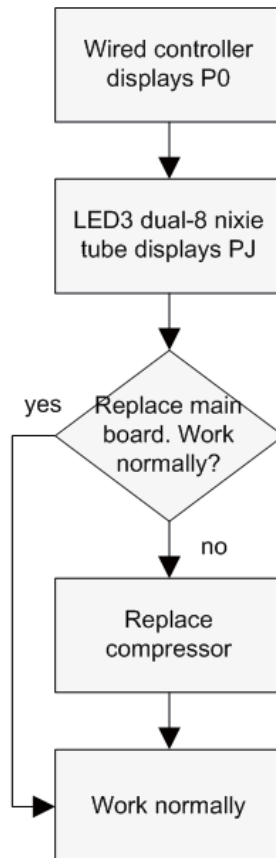 Wired controller
displays P0
LED3 dual-8 nixie
tube displays PJ
yes
Replace main
board. Work
normally?
no
Replace
compressor
Work normally